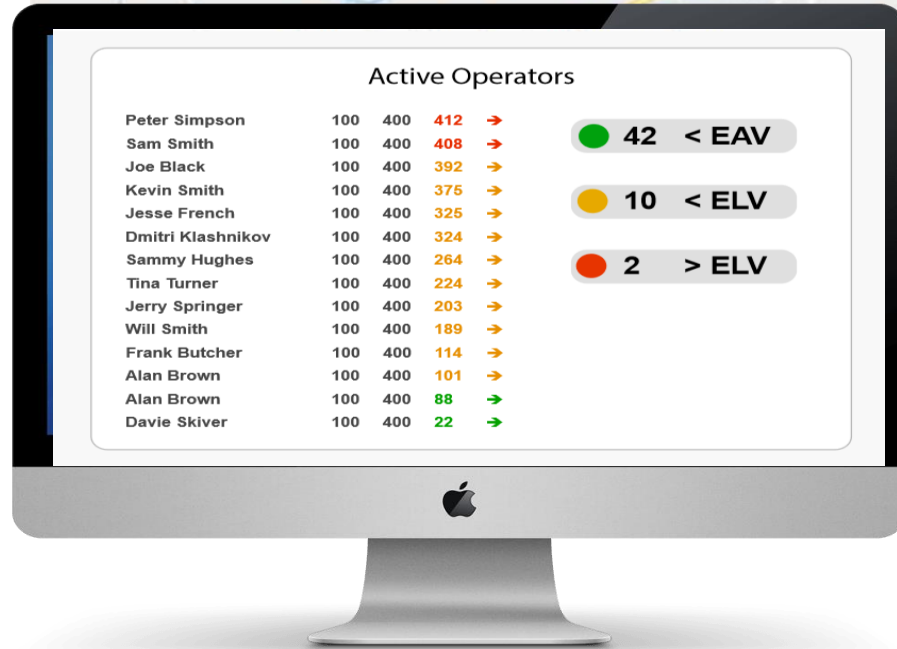 Active Operators
Peter Simpson 100 400 412 →
Sam Smith 100 400 408 →
Joe Black 100 400 392 →
Kevin Smith 100 400 375 →
Jesse French 100 400 325 →
Dmitri Klashnikov 100 400 324 →
Sammy Hughes 100 400 264 →
Tina Turner 100 400 224 →
Jerry Springer 100 400 203 →
Will Smith 100 400 189 →
Frank Butcher 100 400 114 →
Alan Brown 100 400 101 →
Alan Brown 100 400 88 →
Davie Skiver 100 400 22 →
42 < EAV
10 < ELV
2 > ELV